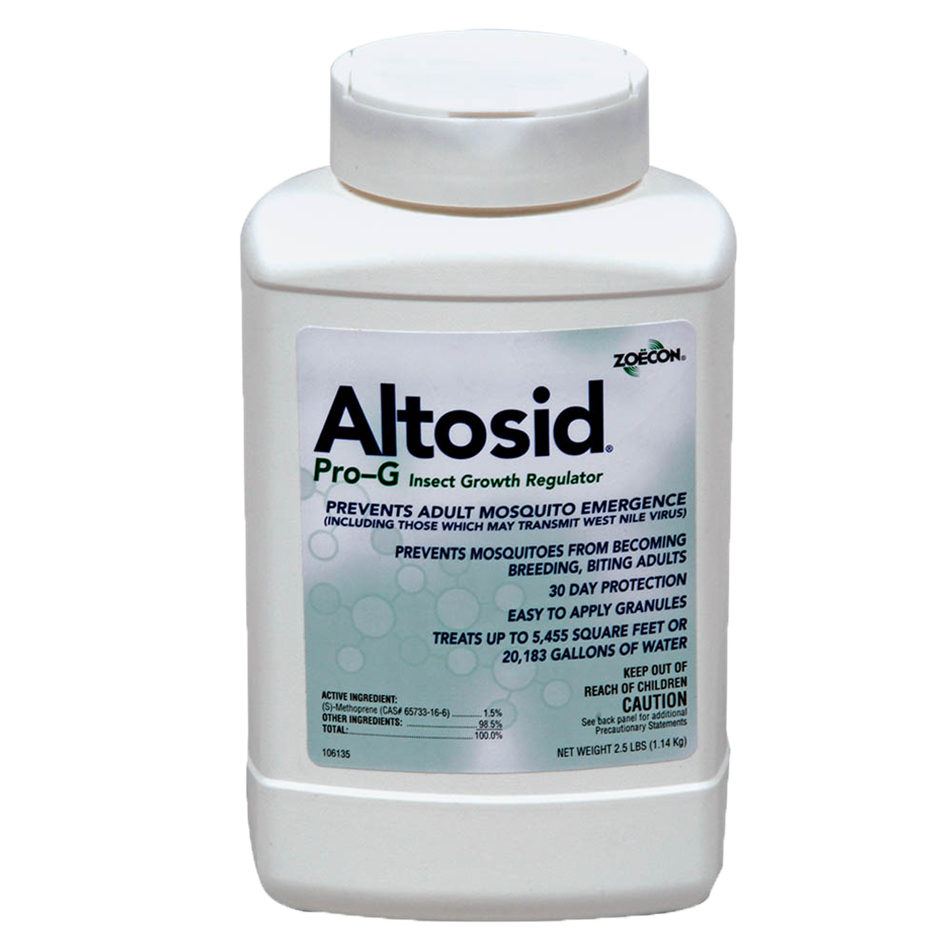 ZOËCON®
Altosid®
Pro–G Insect Growth Regulator
PREVENTS ADULT MOSQUITO EMERGENCE
(INCLUDING THOSE WHICH MAY TRANSMIT WEST NILE VIRUS)
PREVENTS MOSQUITOES FROM BECOMING
BREEDING, BITING ADULTS
30 DAY PROTECTION
EASY TO APPLY GRANULES
TREATS UP TO 5,455 SQUARE FEET OR
20,183 GALLONS OF WATER
KEEP OUT OF
REACH OF CHILDREN
CAUTION
See back panel for additional
Precautionary Statements
ACTIVE INGREDIENT:
(S)-Methoprene (CAS# 65733-16-6) 1.5%
OTHER INGREDIENTS: 98.5%
TOTAL: 100.0%
106135
NET WEIGHT 2.5 LBS (1.14 Kg)